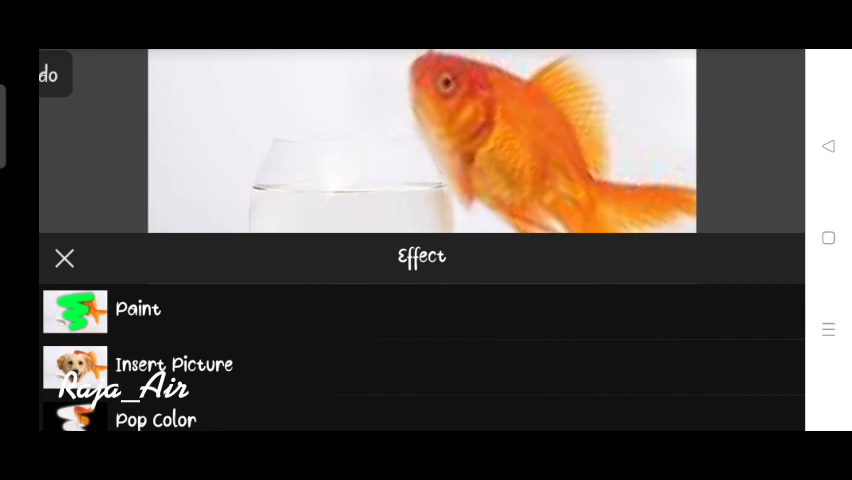 do
Effect
Paint
Insert Picture
Raja_Air
Pop Color